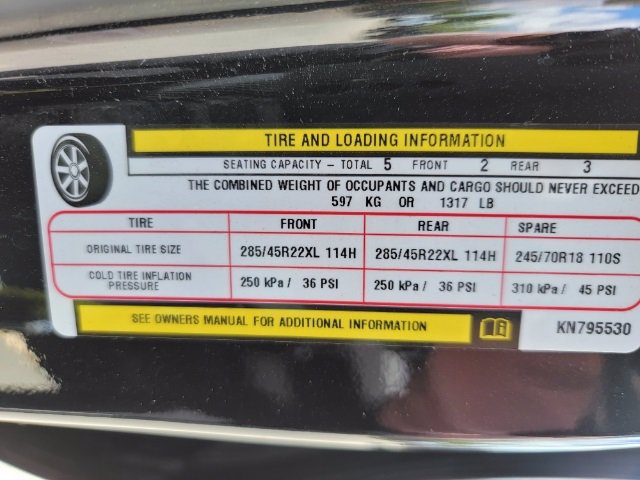 TIRE AND LOADING INFORMATION
SEATING CAPACITY – TOTAL 5 FRONT 2 REAR 3
THE COMBINED WEIGHT OF OCCUPANTS AND CARGO SHOULD NEVER EXCEED
597 KG OR 1317 LB
TIRE FRONT REAR SPARE
ORIGINAL TIRE SIZE 285/45R22XL 114H 285/45R22XL 114H 245/70R18 110S
COLD TIRE INFLATION PRESSURE 250 kPa / 36 PSI 250 kPa / 36 PSI 310 kPa / 45 PSI
SEE OWNERS MANUAL FOR ADDITIONAL INFORMATION
KN795530